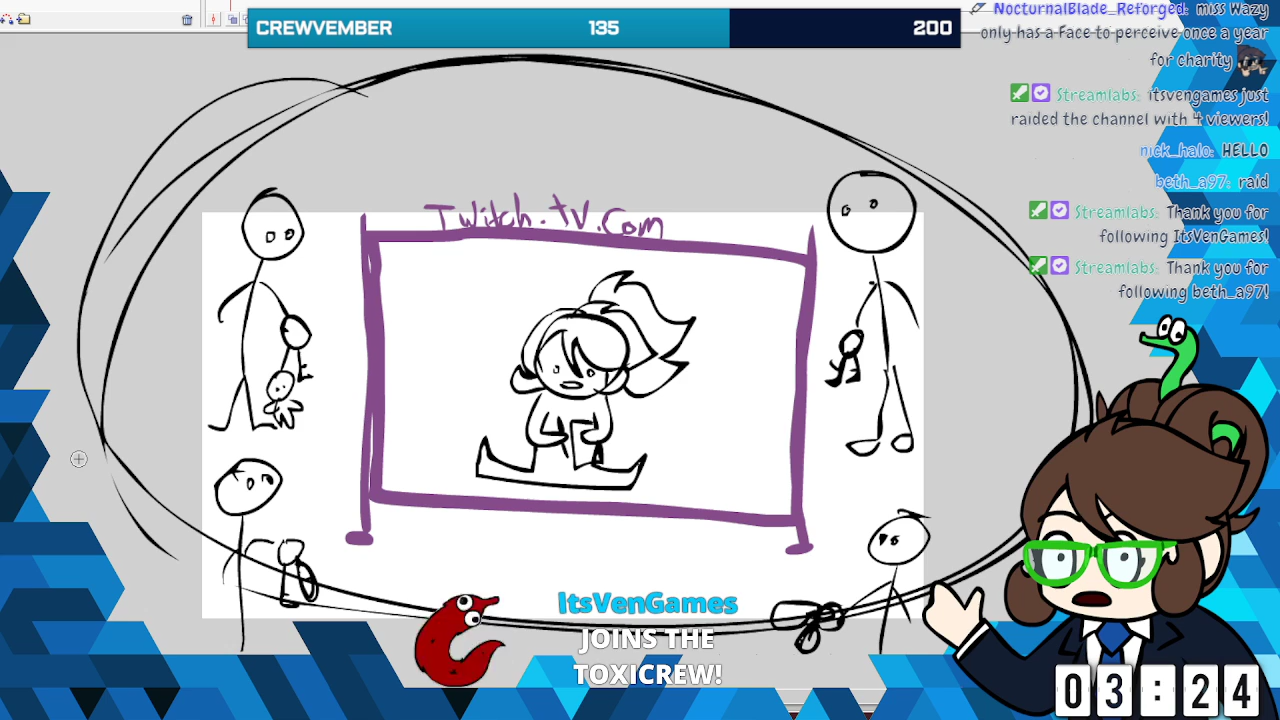 CREWVEMBER 135 200
NocturnalBlade_Reforged: miss Wazy
only has a Face to perceive once a year
for charity
Streamlabs: itsvengames just
raided the channel with 4 viewers!
nick_halo: HELLO
beth_a97: raid
Streamlabs: Thank you for
following ItsVenGames!
Streamlabs: Thank you for
following beth_a97!
Twitch.tv.Com
ItsVenGames
JOINS THE
TOXICREW!
03:24